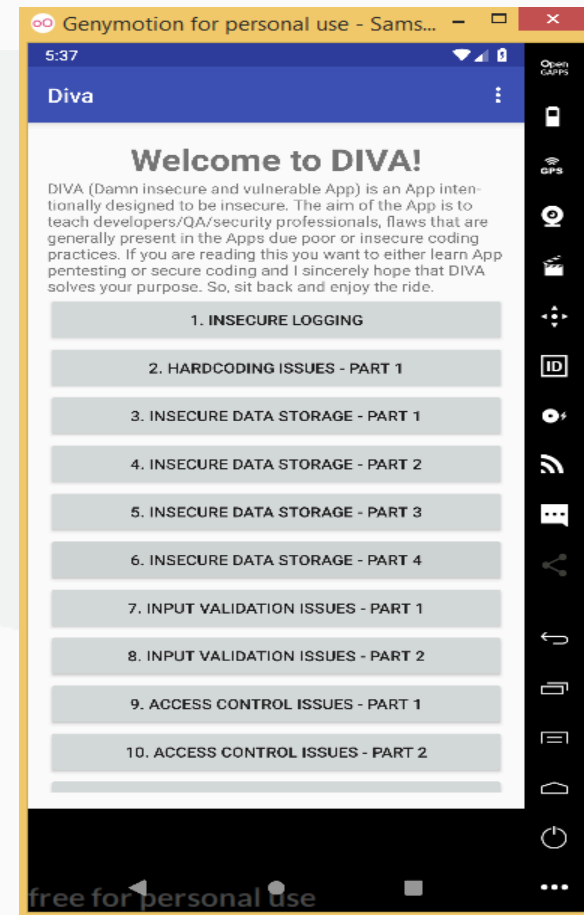 Genymotion for personal use - Sams...
5:37
Open
GAPPS
Diva
GPS
Welcome to DIVA!
DIVA (Damn insecure and vulnerable App) is an App inten-
tionally designed to be insecure. The aim of the App is to
teach developers/QA/security professionals, flaws that are
generally present in the Apps due poor or insecure coding
practices. If you are reading this you want to either learn App
pentesting or secure coding and I sincerely hope that DIVA
solves your purpose. So, sit back and enjoy the ride.
1. INSECURE LOGGING
2. HARDCODING ISSUES - PART 1
ID
3. INSECURE DATA STORAGE - PART 1
4. INSECURE DATA STORAGE - PART 2
5. INSECURE DATA STORAGE - PART 3
6. INSECURE DATA STORAGE - PART 4
7. INPUT VALIDATION ISSUES - PART 1
8. INPUT VALIDATION ISSUES - PART 2
9. ACCESS CONTROL ISSUES - PART 1
10. ACCESS CONTROL ISSUES - PART 2
free for personal use